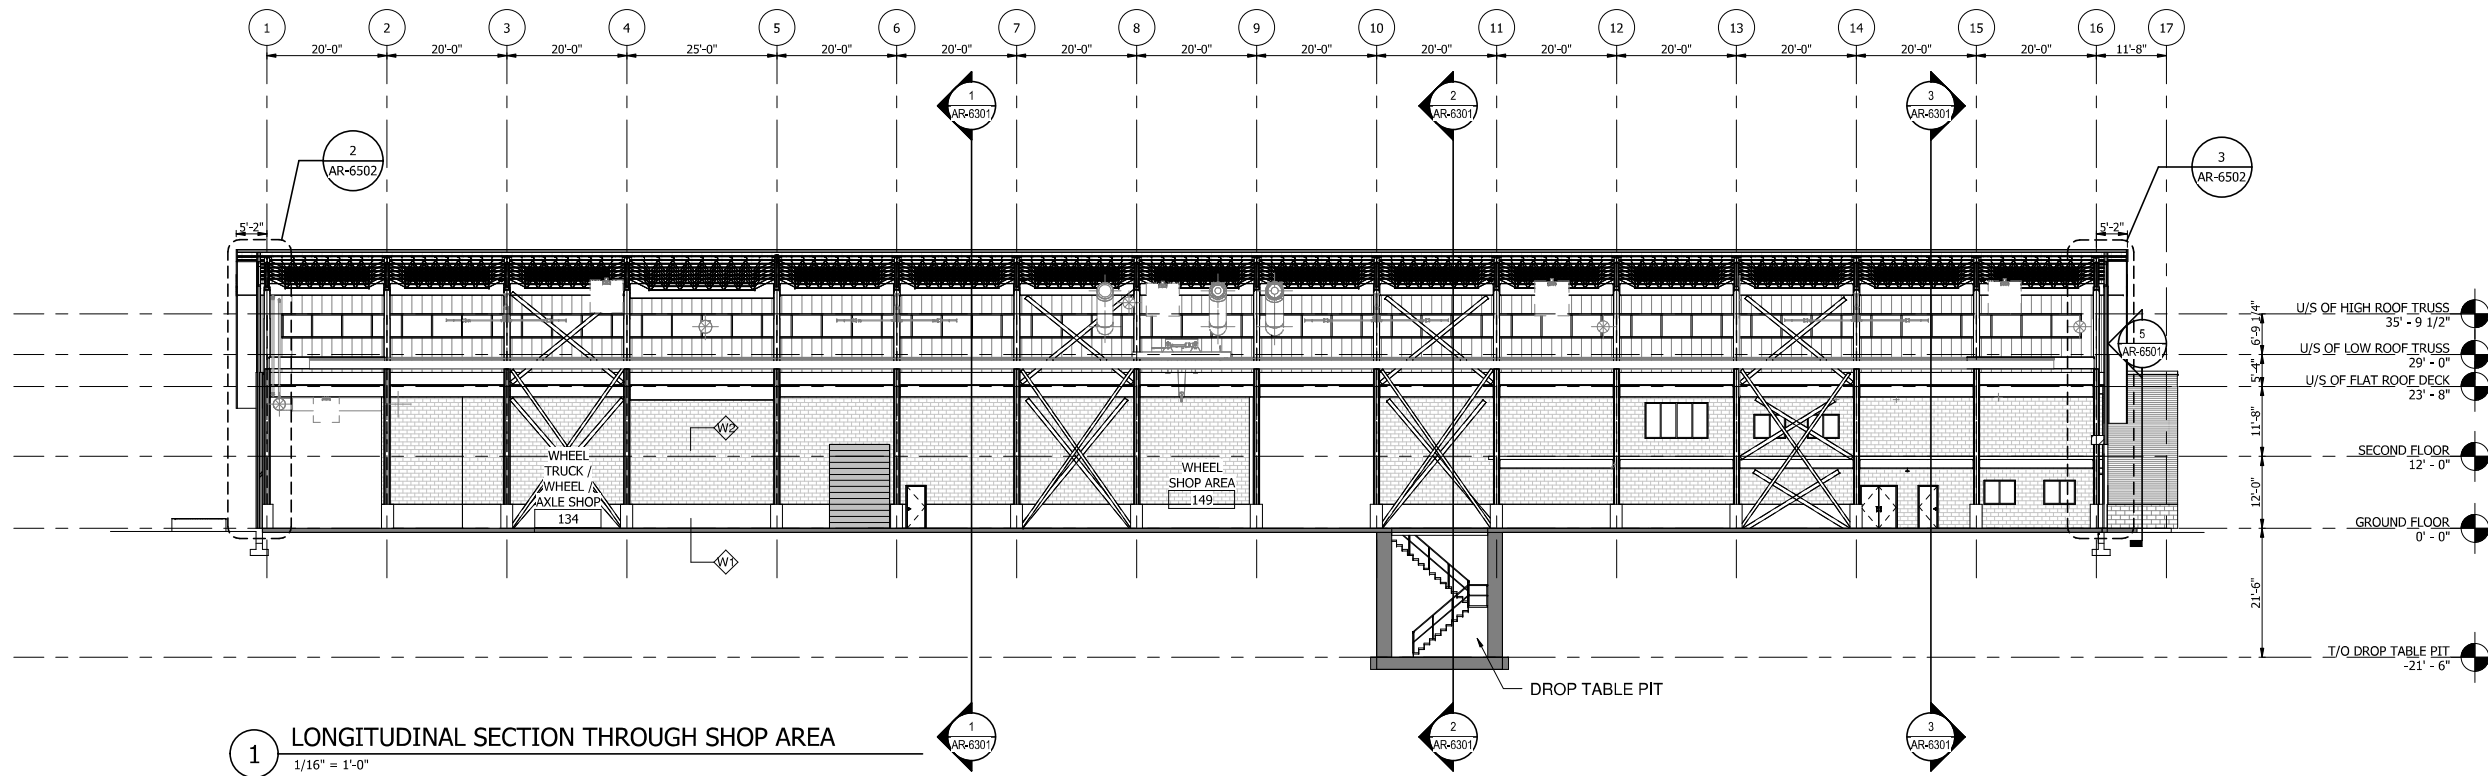 1 2 3 4 5 6 7 8 9 10 11 12 13 14 15 16 17
20'-0" 20'-0" 20'-0" 25'-0" 20'-0" 20'-0" 20'-0" 20'-0" 20'-0" 20'-0" 20'-0" 20'-0" 20'-0" 20'-0" 20'-0" 11'-8"
1
AR-6301
2
AR-6301
3
AR-6301
2
AR-6502
3
AR-6502
5'-2"
5'-2"
U/S OF HIGH ROOF TRUSS
35' - 9 1/2"
6'-9 1/4"
5
AR-6501
U/S OF LOW ROOF TRUSS
29' - 0"
5'-4"
U/S OF FLAT ROOF DECK
23' - 8"
11'-8"
W2
WHEEL
TRUCK /
WHEEL /
AXLE SHOP
134
WHEEL
SHOP AREA
149
SECOND FLOOR
12' - 0"
12'-0"
GROUND FLOOR
0' - 0"
W1
21'-6"
T/O DROP TABLE PIT
-21' - 6"
DROP TABLE PIT
1
AR-6301
2
AR-6301
3
AR-6301
1 LONGITUDINAL SECTION THROUGH SHOP AREA
1/16" = 1'-0"